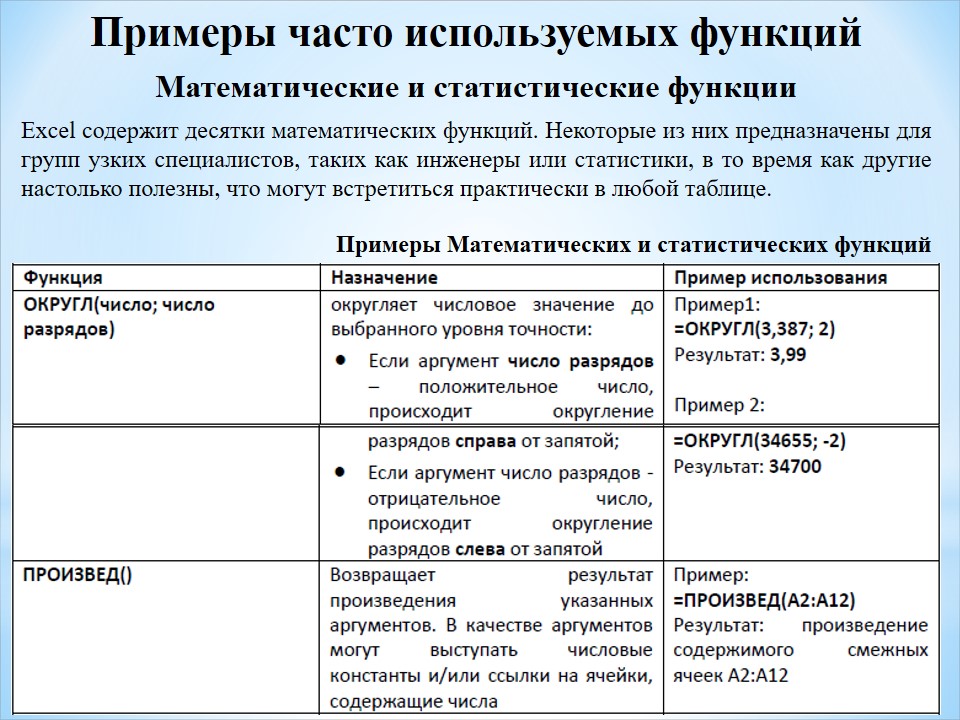 Примеры часто используемых функций
Математические и статистические функции
Excel содержит десятки математических функций. Некоторые из них предназначены для
групп узких специалистов, таких как инженеры или статистики, в то время как другие
настолько полезны, что могут встретиться практически в любой таблице.
Примеры Математических и статистических функций
Функция
Назначение
Пример использования
ОКРУГЛ(число; число
разрядов)
округляет числовое значение до
выбранного уровня точности:
● Если аргумент число разрядов
– положительное число,
происходит округление
Пример1:
=ОКРУГЛ(3,387; 2)
Результат: 3,99
Пример 2:
разрядов справа от запятой;
● Если аргумент число разрядов -
отрицательное число,
происходит округление
разрядов слева от запятой
=ОКРУГЛ(34655; -2)
Результат: 34700
ПРОИЗВЕД()
Возвращает результат
произведения указанных
аргументов. В качестве аргументов
могут выступать числовые
константы и/или ссылки на ячейки,
содержащие числа
Пример:
=ПРОИЗВЕД(A2:A12)
Результат: произведение
содержимого смежных
ячеек A2:A12